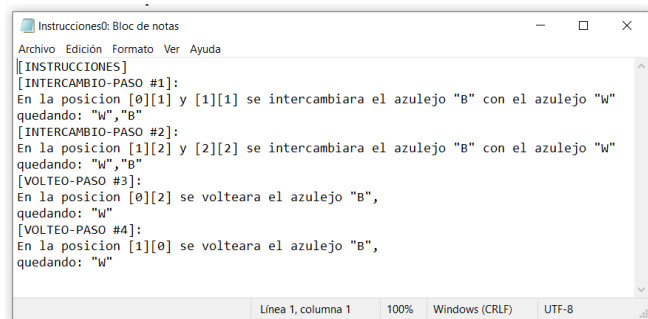 Instrucciones0: Bloc de notas
Archivo Edición Formato Ver Ayuda
[INSTRUCCIONES]
[INTERCAMBIO-PASO #1]:
En la posicion [0][1] y [1][1] se intercambiara el azulejo "B" con el azulejo "W"
quedando: "W","B"
[INTERCAMBIO-PASO #2]:
En la posicion [1][2] y [2][2] se intercambiara el azulejo "B" con el azulejo "W"
quedando: "W","B"
[VOLTEO-PASO #3]:
En la posicion [0][2] se volteara el azulejo "B",
quedando: "W"
[VOLTEO-PASO #4]:
En la posicion [1][0] se volteara el azulejo "B",
quedando: "W"
Línea 1, columna 1 100% Windows (CRLF) UTF-8